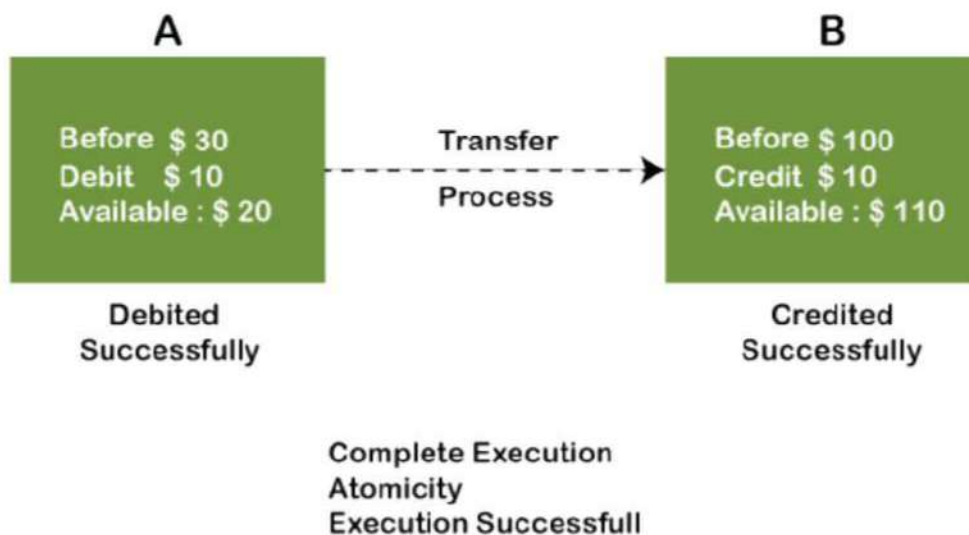 A
B
Before $ 30
Debit $ 10
Available : $ 20
Transfer
Process
Before $ 100
Credit $ 10
Available : $ 110
Debited
Successfully
Credited
Successfully
Complete Execution
Atomicity
Execution Successfull